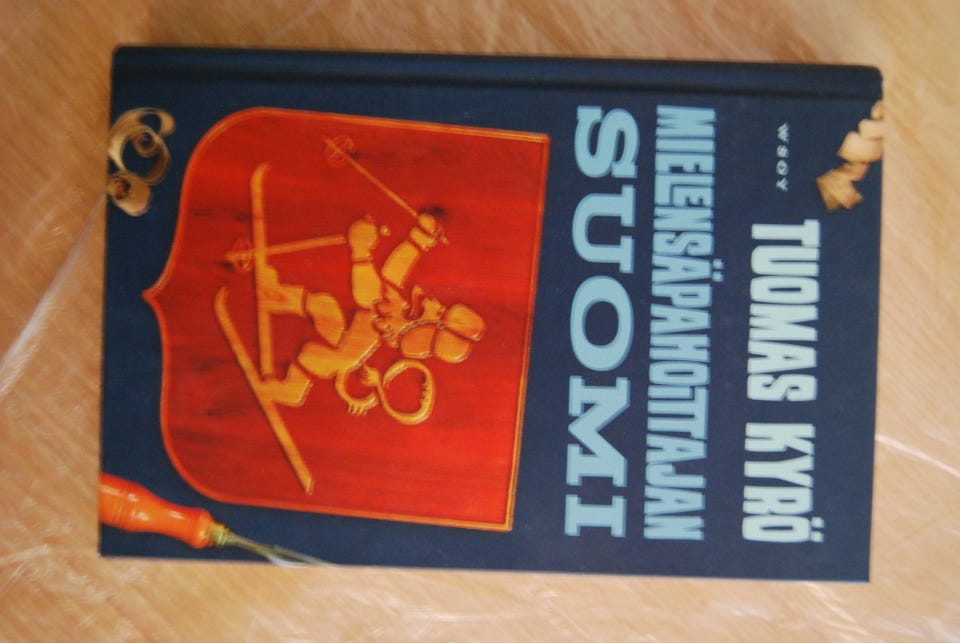 WSOY
TUOMAS KYRÖ
MIELENSÄPAHOITTAJAN
SUOMI